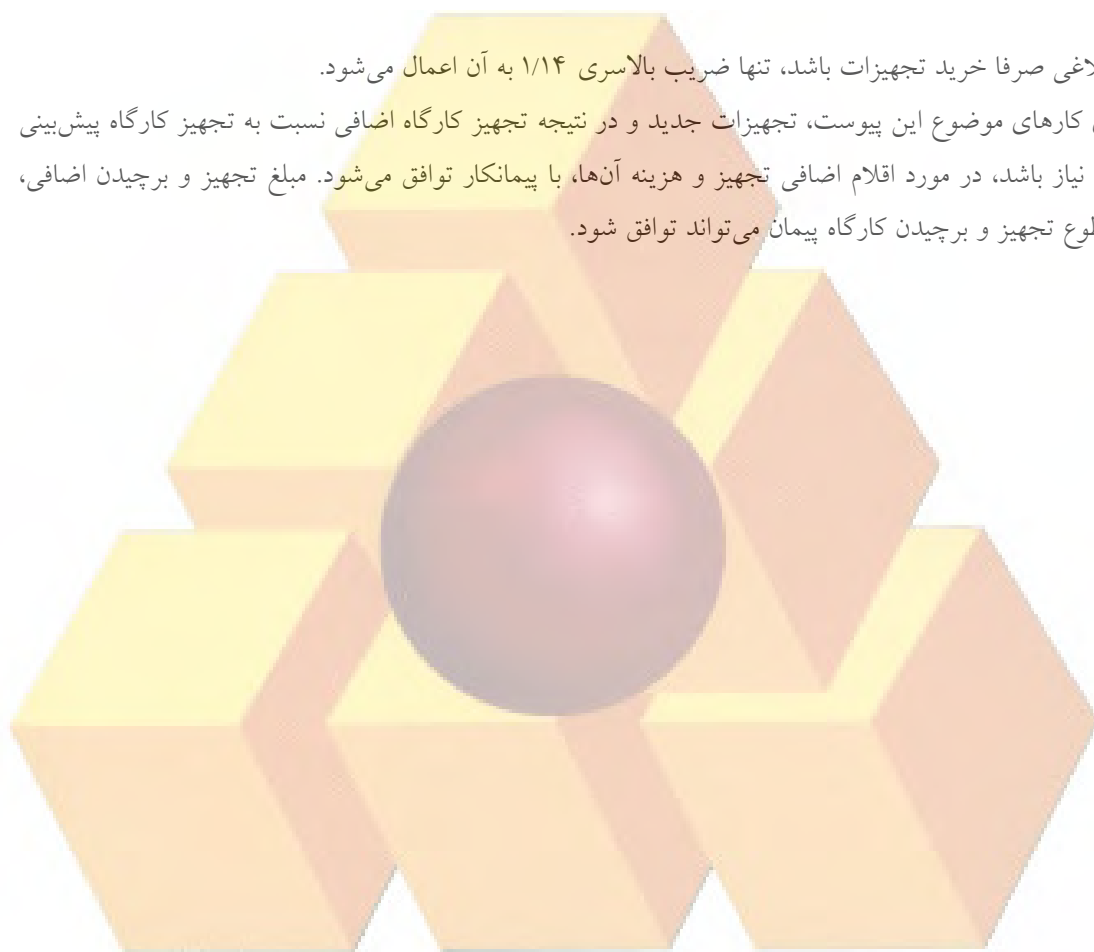 صرفا خرید تجهیزات باشد، تنها ضریب بالاسری ۱/۱۴ به آن اعمال می‌شود.
کارهای موضوع این پیوست، تجهیزات جدید و در نتیجه تجهیز کارگاه اضافی نسبت به تجهیز کارگاه پیش‌بینی
نیاز باشد، در مورد اقلام اضافی تجهیز و هزینه آن‌ها، با پیمانکار توافق می‌شود. مبلغ تجهیز و برچیدن اضافی،
تجهیز و برچیدن کارگاه پیمان می‌تواند توافق شود.